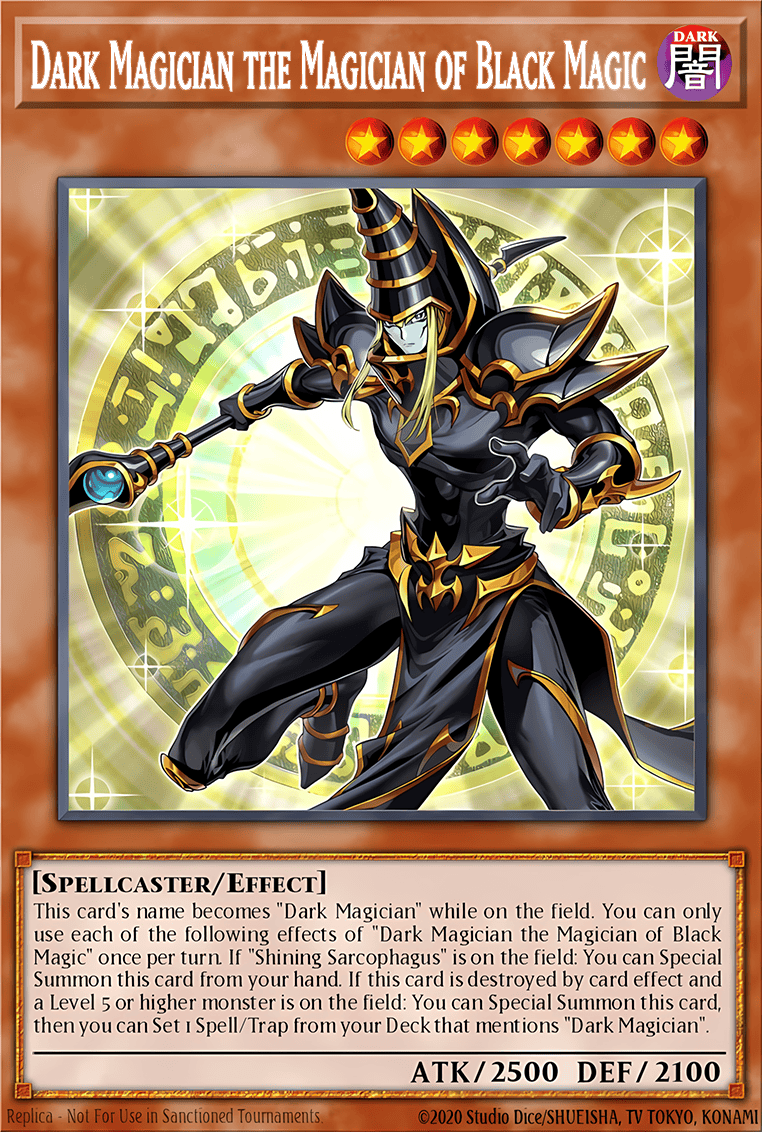 Dark Magician the Magician of Black Magic
DARK
闇
[Spellcaster/Effect]
This card's name becomes "Dark Magician" while on the field. You can only
use each of the following effects of "Dark Magician the Magician of Black
Magic" once per turn. If "Shining Sarcophagus" is on the field: You can Special
Summon this card from your hand. If this card is destroyed by card effect and
a Level 5 or higher monster is on the field: You can Special Summon this card,
then you can Set 1 Spell/Trap from your Deck that mentions "Dark Magician".
ATK/2500 DEF/2100
Replica - Not For Use in Sanctioned Tournaments.
©2020 Studio Dice/SHUEISHA, TV TOKYO, KONAMI